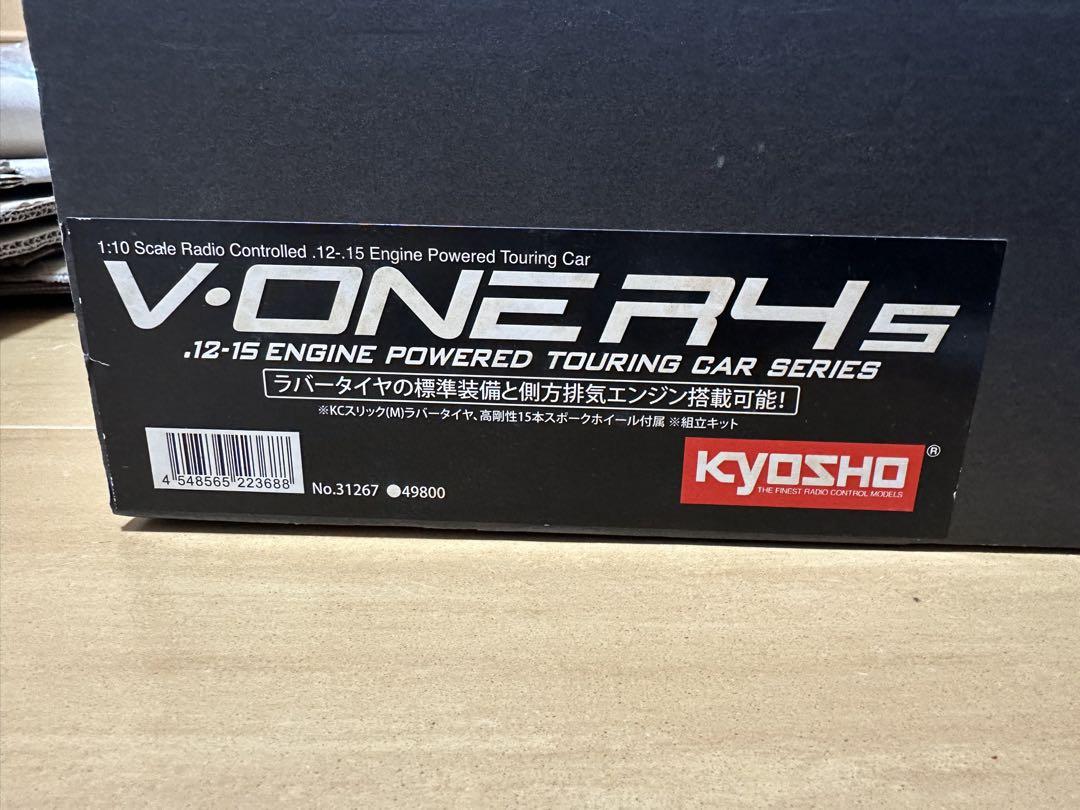 1:10 Scale Radio Controlled .12-.15 Engine Powered Touring Car
V·ONE R4s
.12-15 ENGINE POWERED TOURING CAR SERIES
ラバータイヤの標準装備と側方排気エンジン搭載可能!
※KCスリック(M)ラバータイヤ、高剛性15本スポークホイール付属 ※組立キット
4 548565 223688
No.31267 ●49800
KYOSHO ®
THE FINEST RADIO CONTROL MODELS